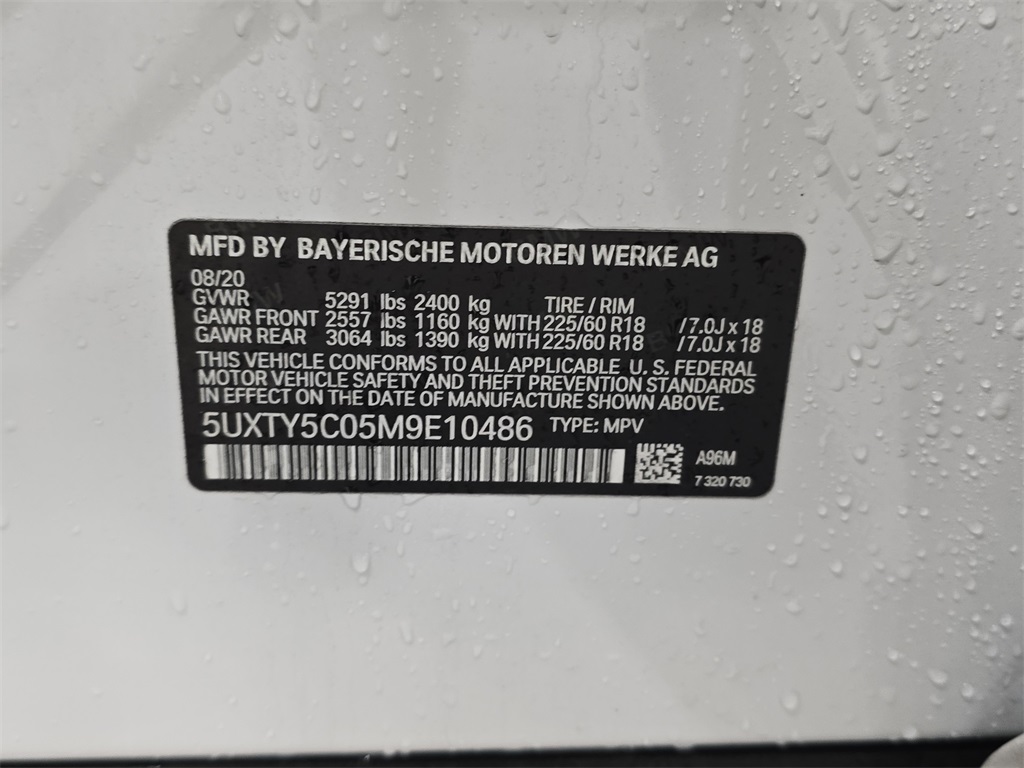 MFD BY BAYERISCHE MOTOREN WERKE AG
08/20
GVWR 5291 lbs 2400 kg TIRE / RIM
GAWR FRONT 2557 lbs 1160 kg WITH 225/60 R18 /7.0J x 18
GAWR REAR 3064 lbs 1390 kg WITH 225/60 R18 /7.0J x 18
THIS VEHICLE CONFORMS TO ALL APPLICABLE U. S. FEDERAL
MOTOR VEHICLE SAFETY AND THEFT PREVENTION STANDARDS
IN EFFECT ON THE DATE OF MANUFACTURE SHOWN ABOVE.
5UXTY5C05M9E10486 TYPE: MPV
A96M
7 320 730